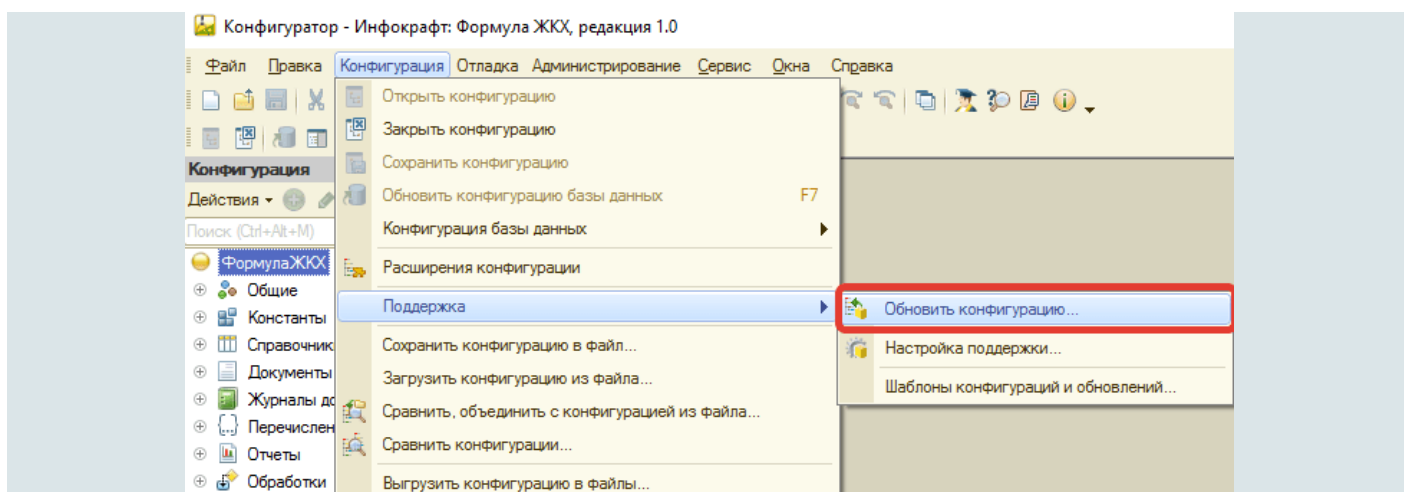 Конфигуратор - Инфокрафт: Формула ЖКХ, редакция 1.0
Файл Правка Конфигурация Отладка Администрирование Сервис Окна Справка
Открыть конфигурацию
Закрыть конфигурацию
Конфигурация
Сохранить конфигурацию
Действия
Обновить конфигурацию базы данных F7
Поиск (Ctrl+Alt+M)
Конфигурация базы данных
ФормулаЖКХ
Расширения конфигурации
Общие
Поддержка
Обновить конфигурацию...
Константы
Справочник
Сохранить конфигурацию в файл...
Настройка поддержки...
Документы
Загрузить конфигурацию из файла...
Шаблоны конфигураций и обновлений...
Журналы до
Сравнить, объединить с конфигурацией из файла...
Перечислен
Сравнить конфигурации...
Отчеты
Обработки
Выгрузить конфигурацию в файлы...